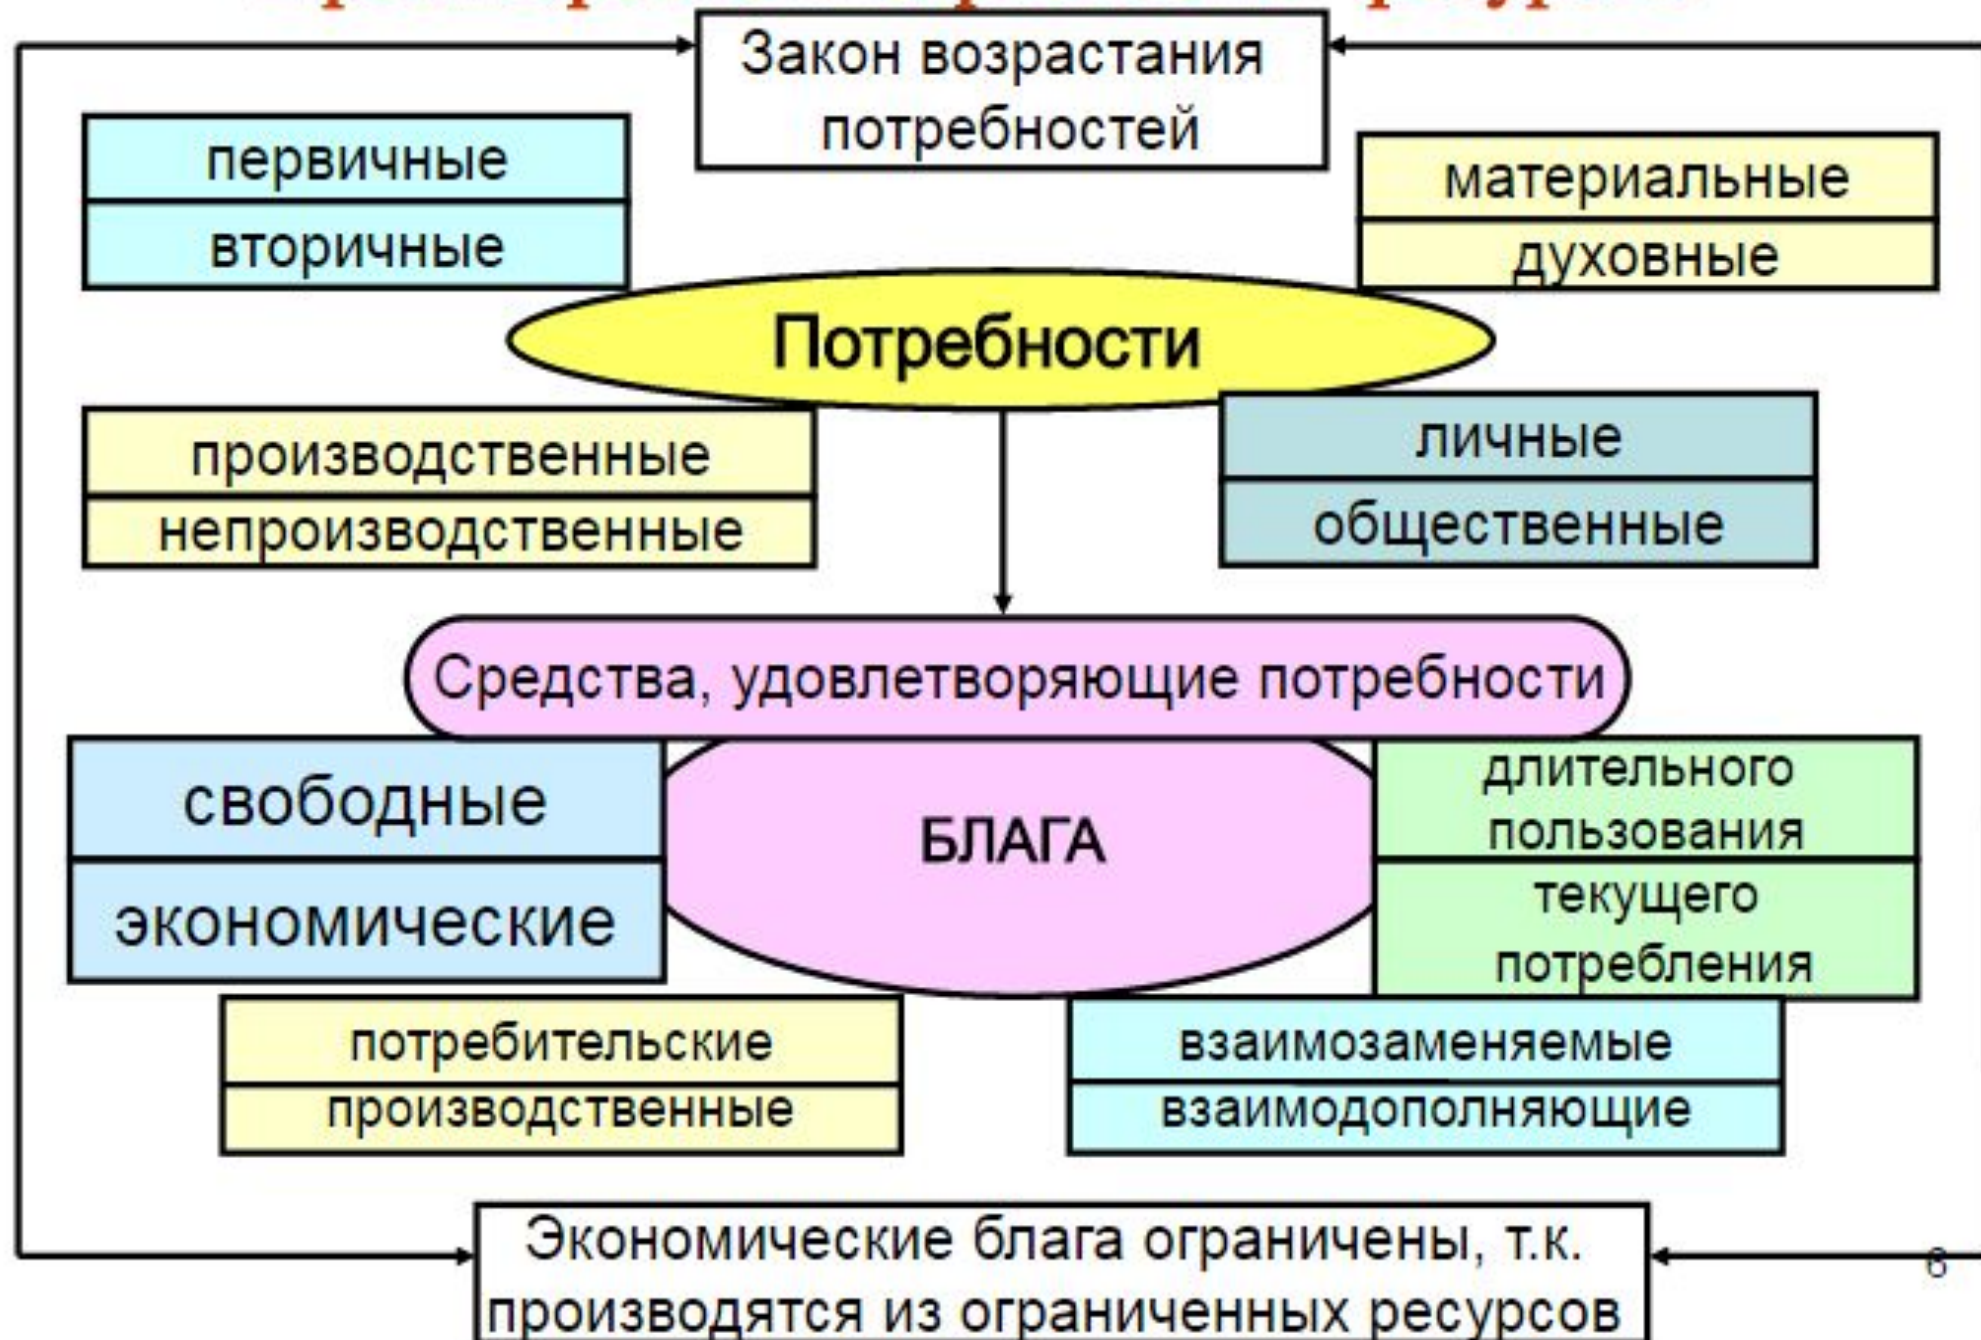 Закон возрастания
потребностей
первичные
вторичные
материальные
духовные
Потребности
производственные
непроизводственные
личные
общественные
Средства, удовлетворяющие потребности
свободные
экономические
БЛАГА
длительного
пользования
текущего
потребления
потребительские
производственные
взаимозаменяемые
взаимодополняющие
Экономические блага ограничены, т.к.
производятся из ограниченных ресурсов
6